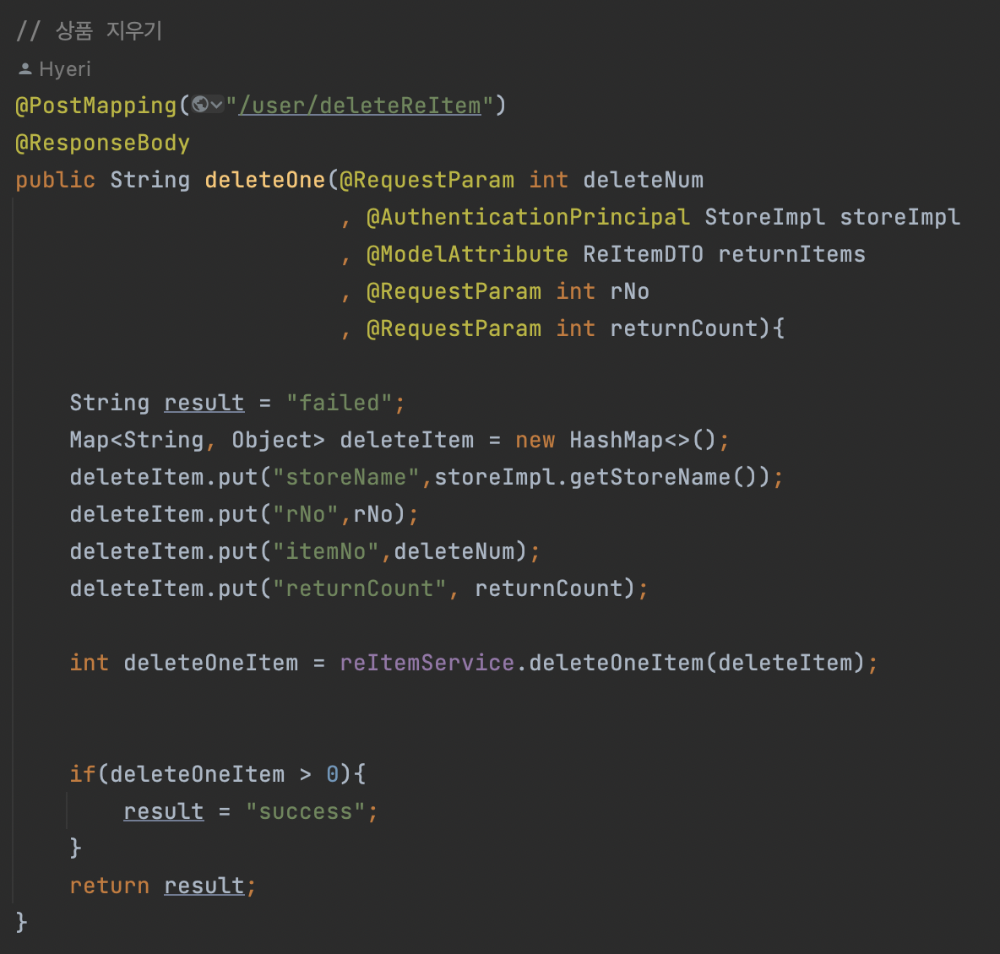 // 상품 지우기
Hyeri
@PostMapping("/user/deleteReItem")
@ResponseBody
public String deleteOne(@RequestParam int deleteNum
, @AuthenticationPrincipal StoreImpl storeImpl
, @ModelAttribute ReItemDTO returnItems
, @RequestParam int rNo
, @RequestParam int returnCount){
String result = "failed";
Map<String, Object> deleteItem = new HashMap<>();
deleteItem.put("storeName",storeImpl.getStoreName());
deleteItem.put("rNo",rNo);
deleteItem.put("itemNo",deleteNum);
deleteItem.put("returnCount", returnCount);
int deleteOneItem = reItemService.deleteOneItem(deleteItem);
if(deleteOneItem > 0){
result = "success";
}
return result;
}